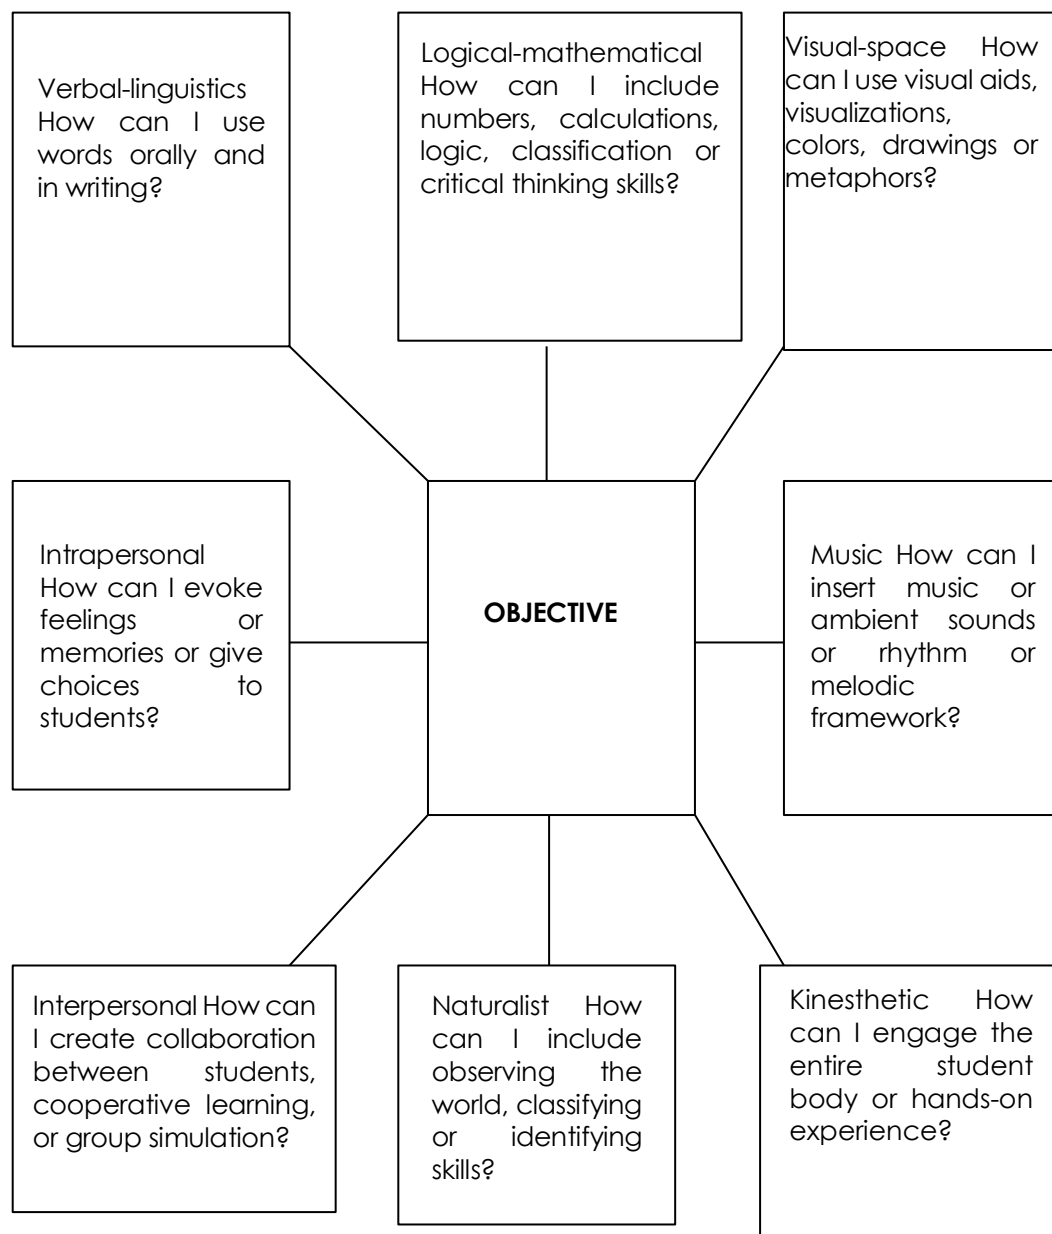 Verbal-linguistics
How can I use
words orally and
in writing?
Logical-mathematical
How can I include
numbers, calculations,
logic, classification or
critical thinking skills?
Visual-space How
can I use visual aids,
visualizations,
colors, drawings or
metaphors?
Intrapersonal
How can I evoke
feelings or
memories or give
choices to
students?
OBJECTIVE
Music How can I
insert music or
ambient sounds
or rhythm or
melodic
framework?
Interpersonal How can
I create collaboration
between students,
cooperative learning,
or group simulation?
Naturalist How
can I include
observing the
world, classifying
or identifying
skills?
Kinesthetic How
can I engage the
entire student
body or hands-on
experience?